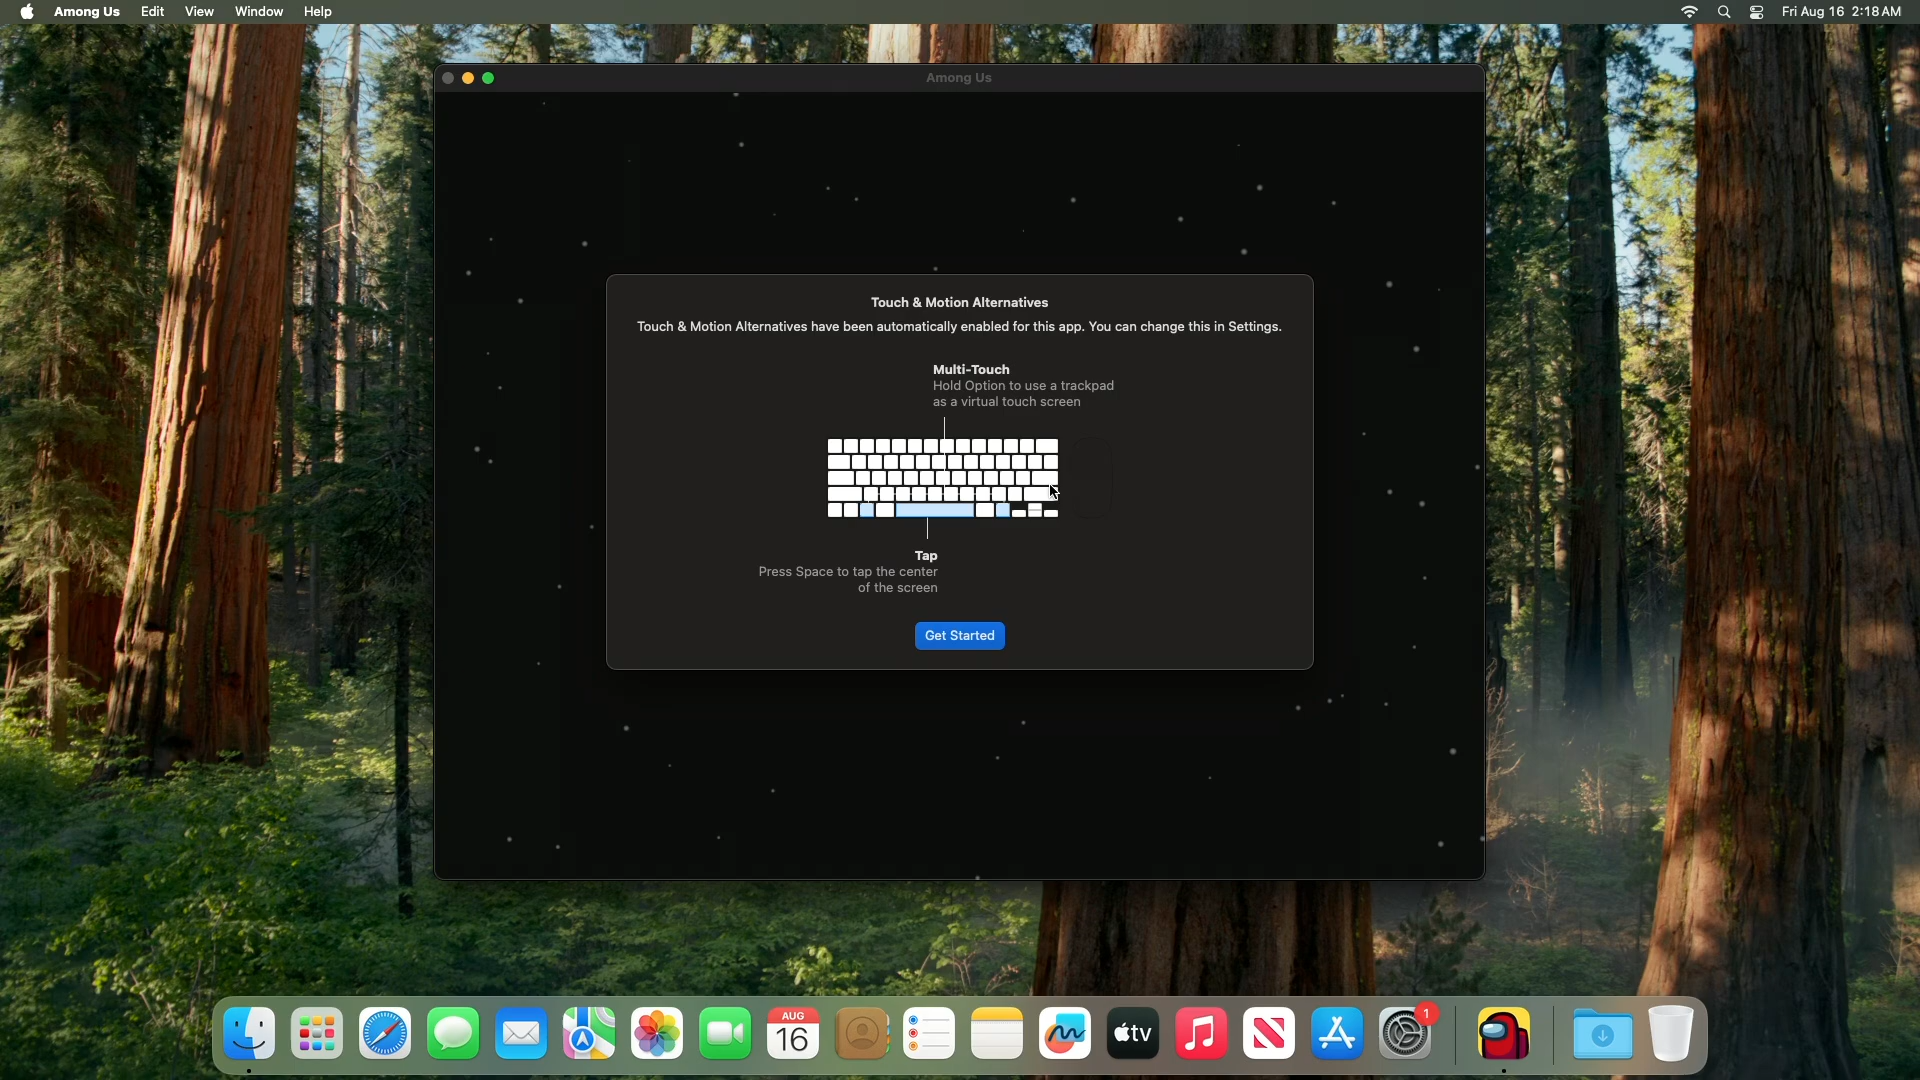 Among Us Edit View Window Help Fri Aug 16 2:18 AM
Among Us
Touch & Motion Alternatives
Touch & Motion Alternatives have been automatically enabled for this app. You can change this in Settings.
Multi-Touch
Hold Option to use a trackpad
as a virtual touch screen
Tap
Press Space to tap the center
of the screen
Get Started
AUG
16
tv
1